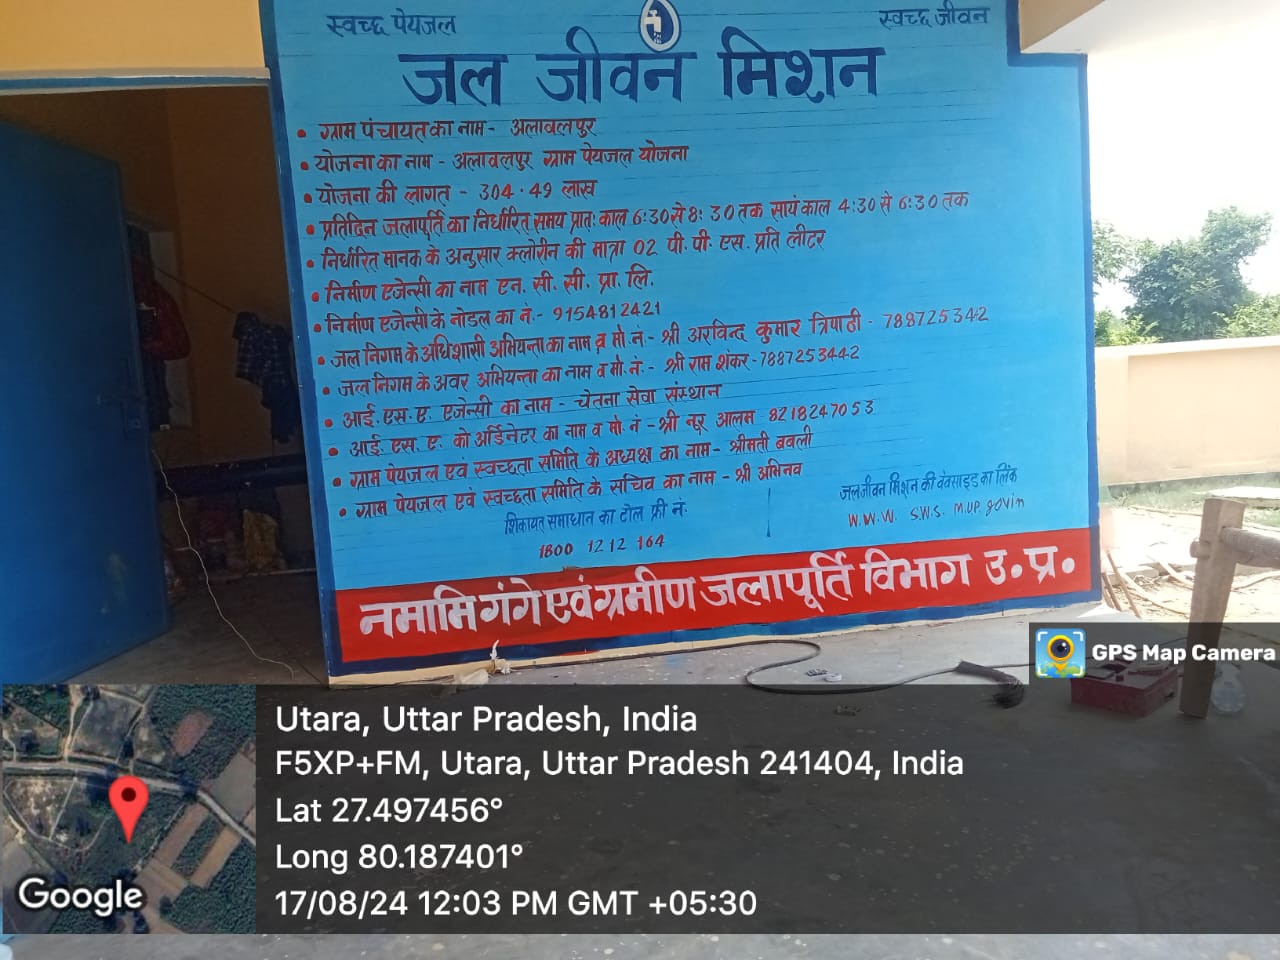 स्वच्छ पेयजल
स्वच्छ जीवन
जल जीवन मिशन
• ग्राम पंचायत का नाम - अलावलपुर
• योजना का नाम - अलावलपुर ग्राम पेयजल योजना
• योजना की लागत - 304.49 लाख
• प्रतिदिन जलापूर्ति का निर्धारित समय प्रातः काल 6:30 से 8:30 तक सायं काल 4:30 से 6:30 तक
• निर्धारित मानक के अनुसार क्लोरीन की मात्रा 02 पी.पी. एस. प्रति लीटर
• निर्माण एजेन्सी का नाम एन. सी. सी. प्रा. लि.
• निर्माण एजेन्सी के नोडल का नं:- 9154812421
• जल निगम के अधिशासी अभियन्ता का नाम व मो.नं:- श्री अरविन्द कुमार त्रिपाठी - 788725342
• जल निगम के अवर अभियन्ता का नाम व मो.नं:- श्री राम शंकर - 7887253442
• आई.एस.ए. एजेन्सी का नाम - चेतना सेवा संस्थान
• आई.एस.ए. को आर्डिनेटर का नाम व मो.नं - श्री नूर आलम - 8218247053
• ग्राम पेयजल एवं स्वच्छता समिति के अध्यक्ष का नाम - श्रीमती बबली
• ग्राम पेयजल एवं स्वच्छता समिति के सचिव का नाम - श्री अभिनव
शिकायत समाधान का टोल फ्री नं:
1800 1212 164
जलजीवन मिशन की वेवसाइड का लिंक
W.W.W. S.W.S. M.UP govin
नमामि गंगे एवं ग्रमीण जलापूर्ति विभाग उ.प्र.
GPS Map Camera
Utara, Uttar Pradesh, India
F5XP+FM, Utara, Uttar Pradesh 241404, India
Lat 27.497456°
Long 80.187401°
17/08/24 12:03 PM GMT +05:30
Google